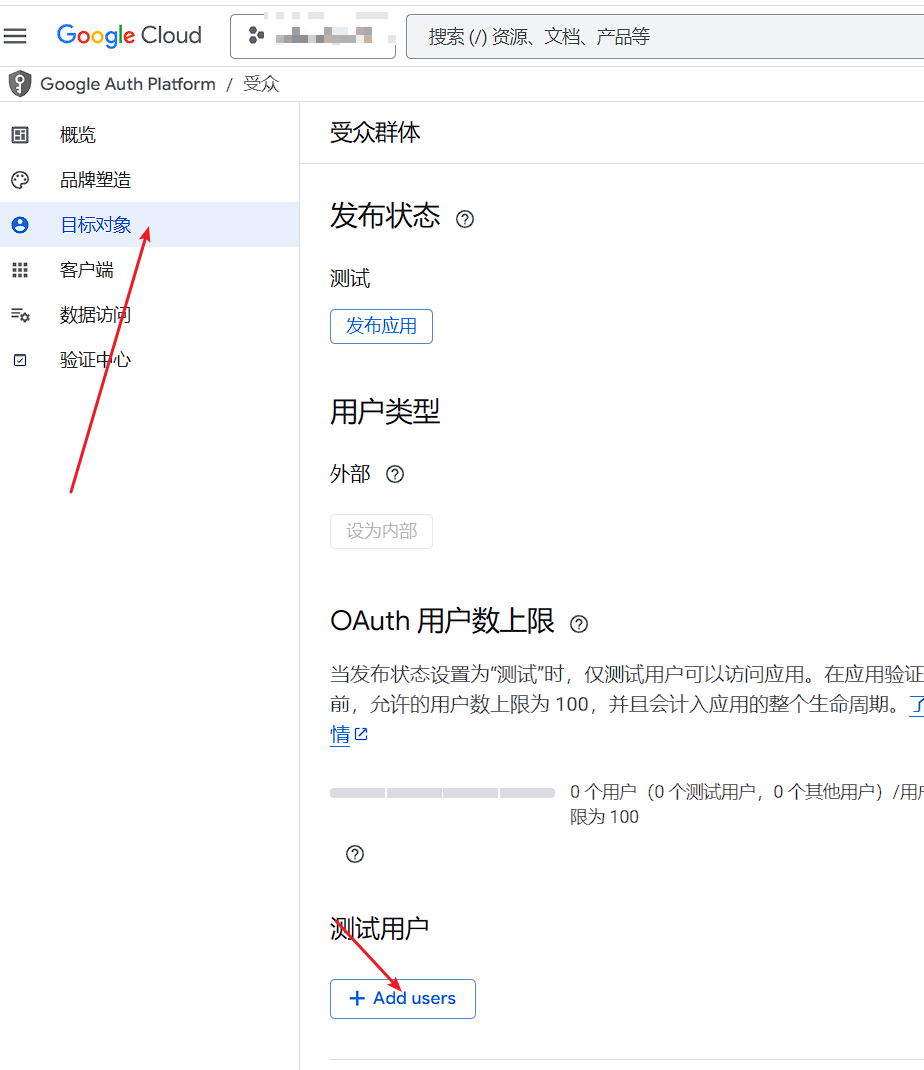 Google Cloud
搜索 (/) 资源、文档、产品等
Google Auth Platform / 受众
概览
品牌塑造
目标对象
客户端
数据访问
验证中心
受众群体
发布状态
测试
发布应用
用户类型
外部
设为内部
OAuth 用户数上限
当发布状态设置为“测试”时，仅测试用户可以访问应用。在应用验证
前，允许的用户数上限为 100，并且会计入应用的整个生命周期。了
情
0 个用户（0 个测试用户，0 个其他用户）/用户
限为 100
测试用户
+ Add users